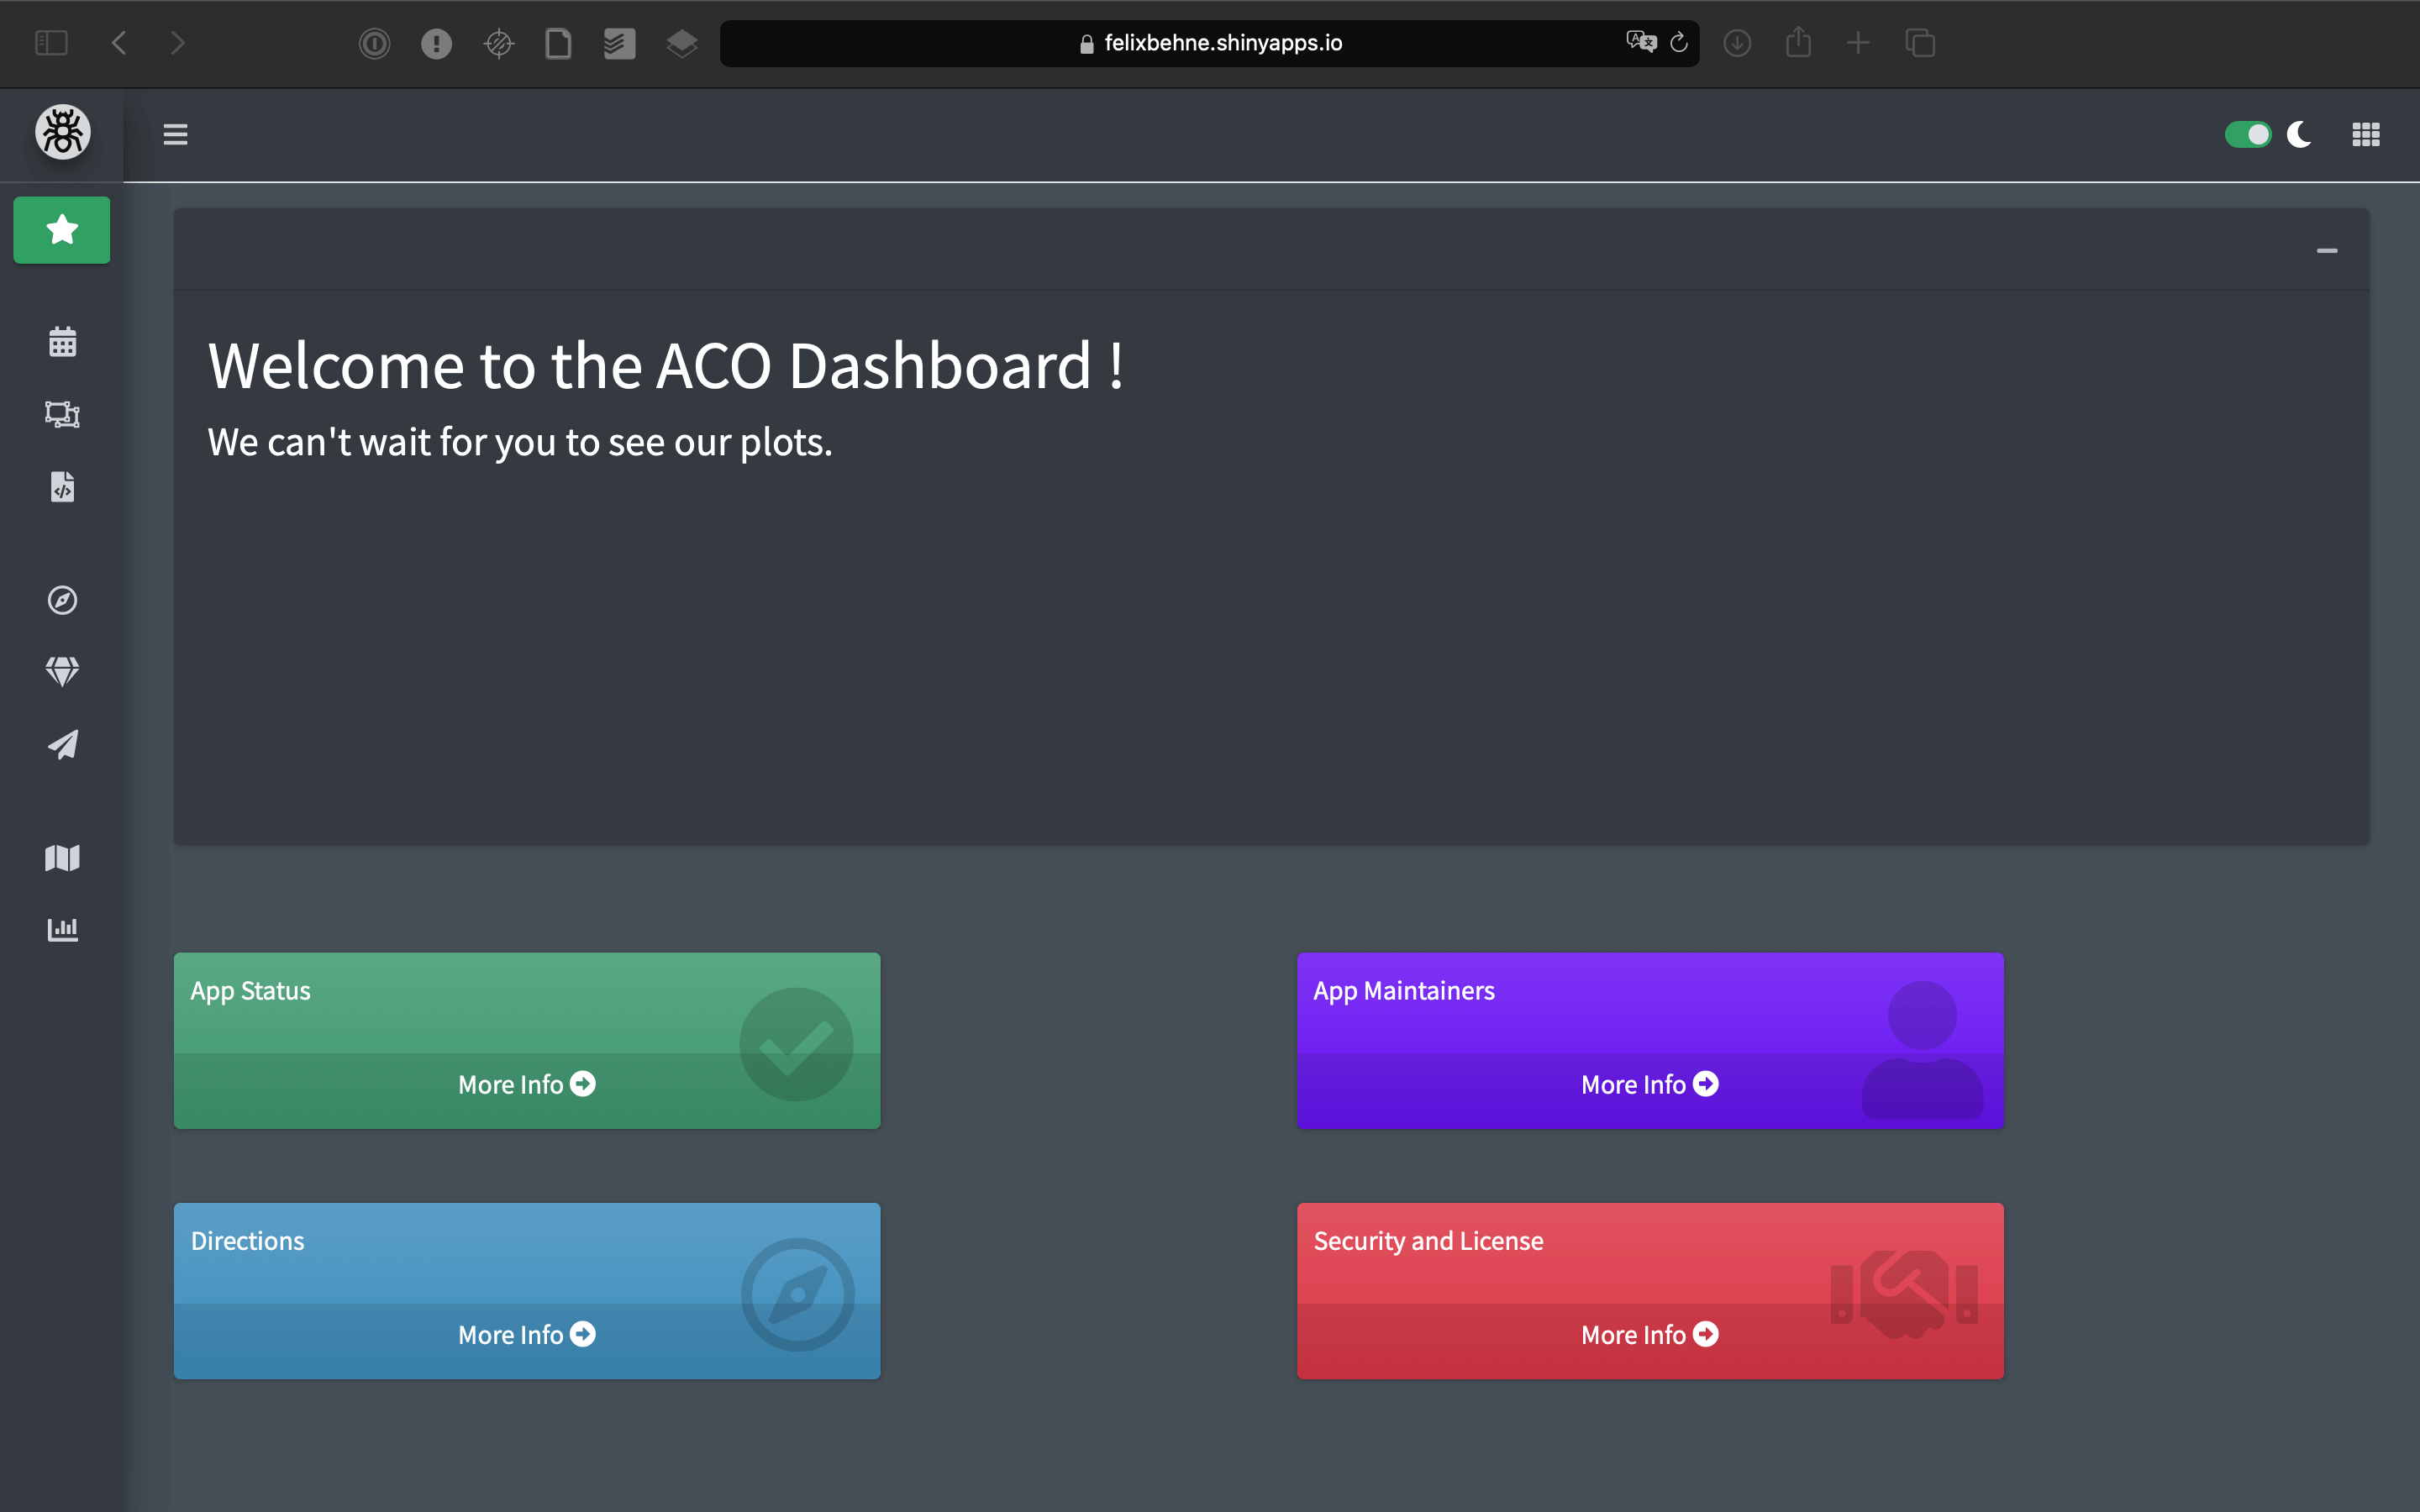 felixbehne.shinyapps.io
Welcome to the ACO Dashboard !
We can't wait for you to see our plots.
App Status
More Info
App Maintainers
More Info
Directions
More Info
Security and License
More Info